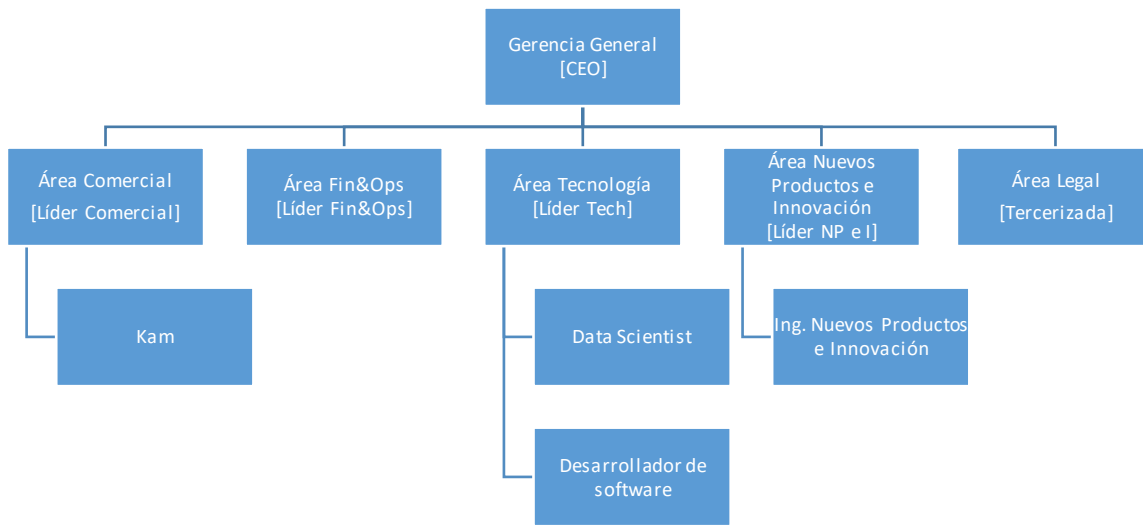 Gerencia General
[CEO]
Área Comercial
[Líder Comercial]
Área Fin&Ops
[Líder Fin&Ops]
Área Tecnología
[Líder Tech]
Área Nuevos
Productos e
Innovación
[Líder NP e I]
Área Legal
[Tercerizada]
Kam
Data Scientist
Ing. Nuevos Productos
e Innovación
Desarrollador de
software